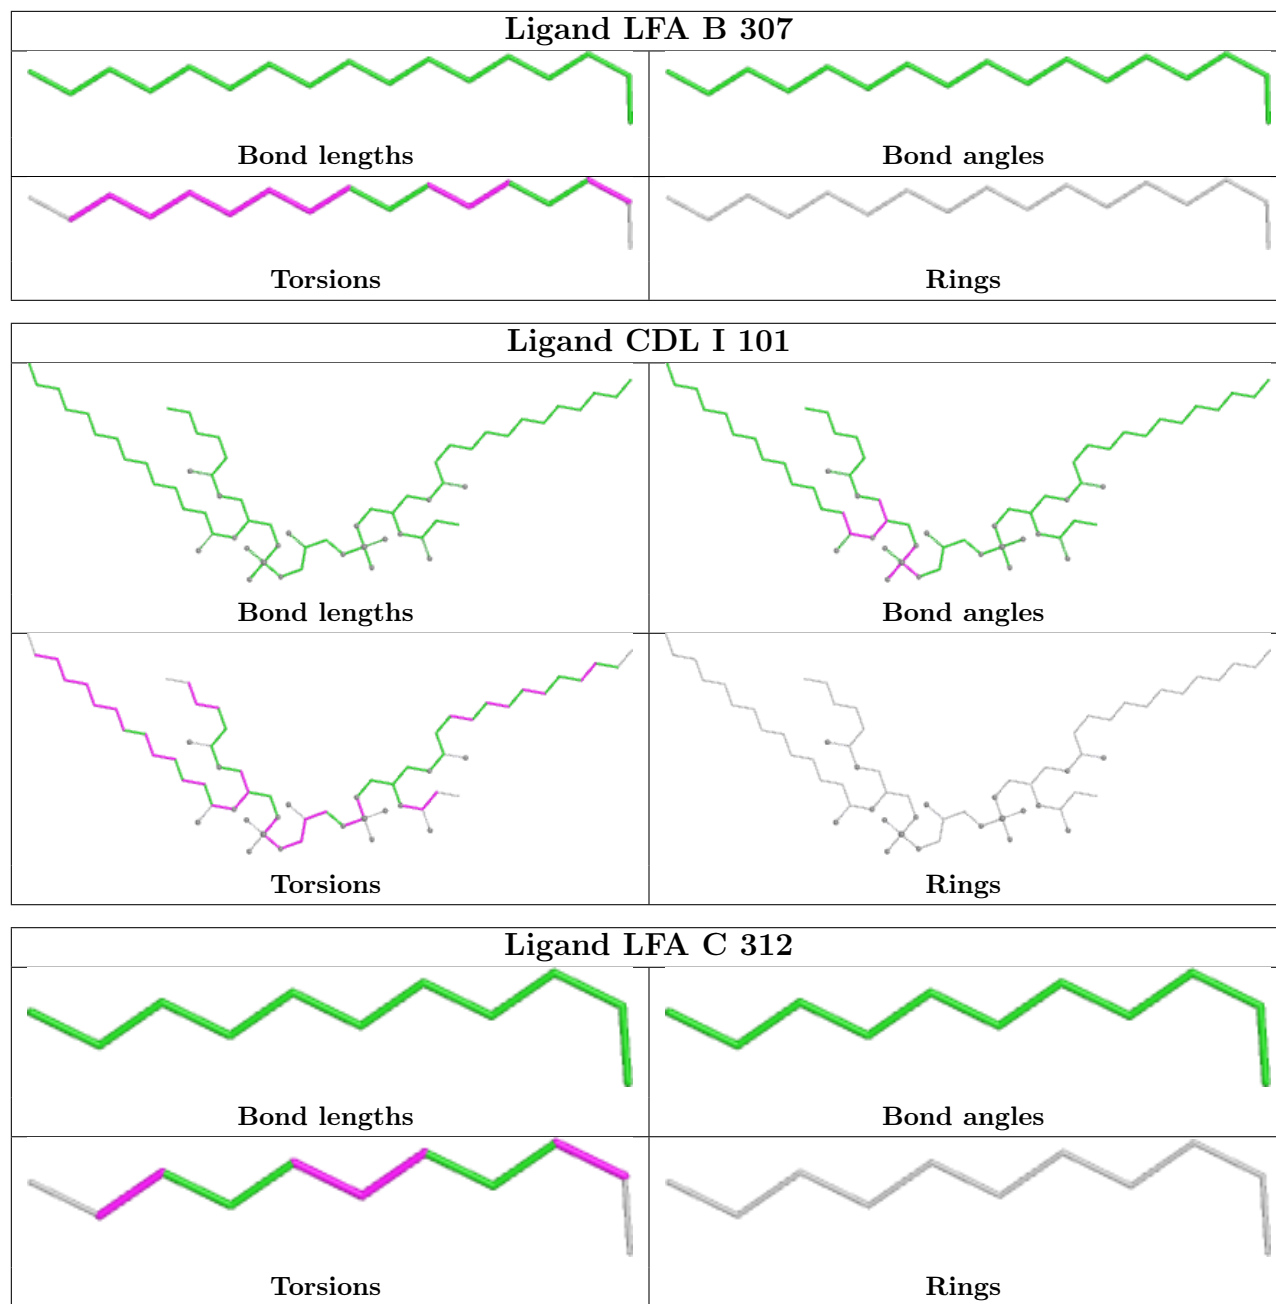 Ligand LFA B 307
Bond lengths
Bond angles
Torsions
Rings
Ligand CDL I 101
Bond lengths
Bond angles
Torsions
Rings
Ligand LFA C 312
Bond lengths
Bond angles
Torsions
Rings